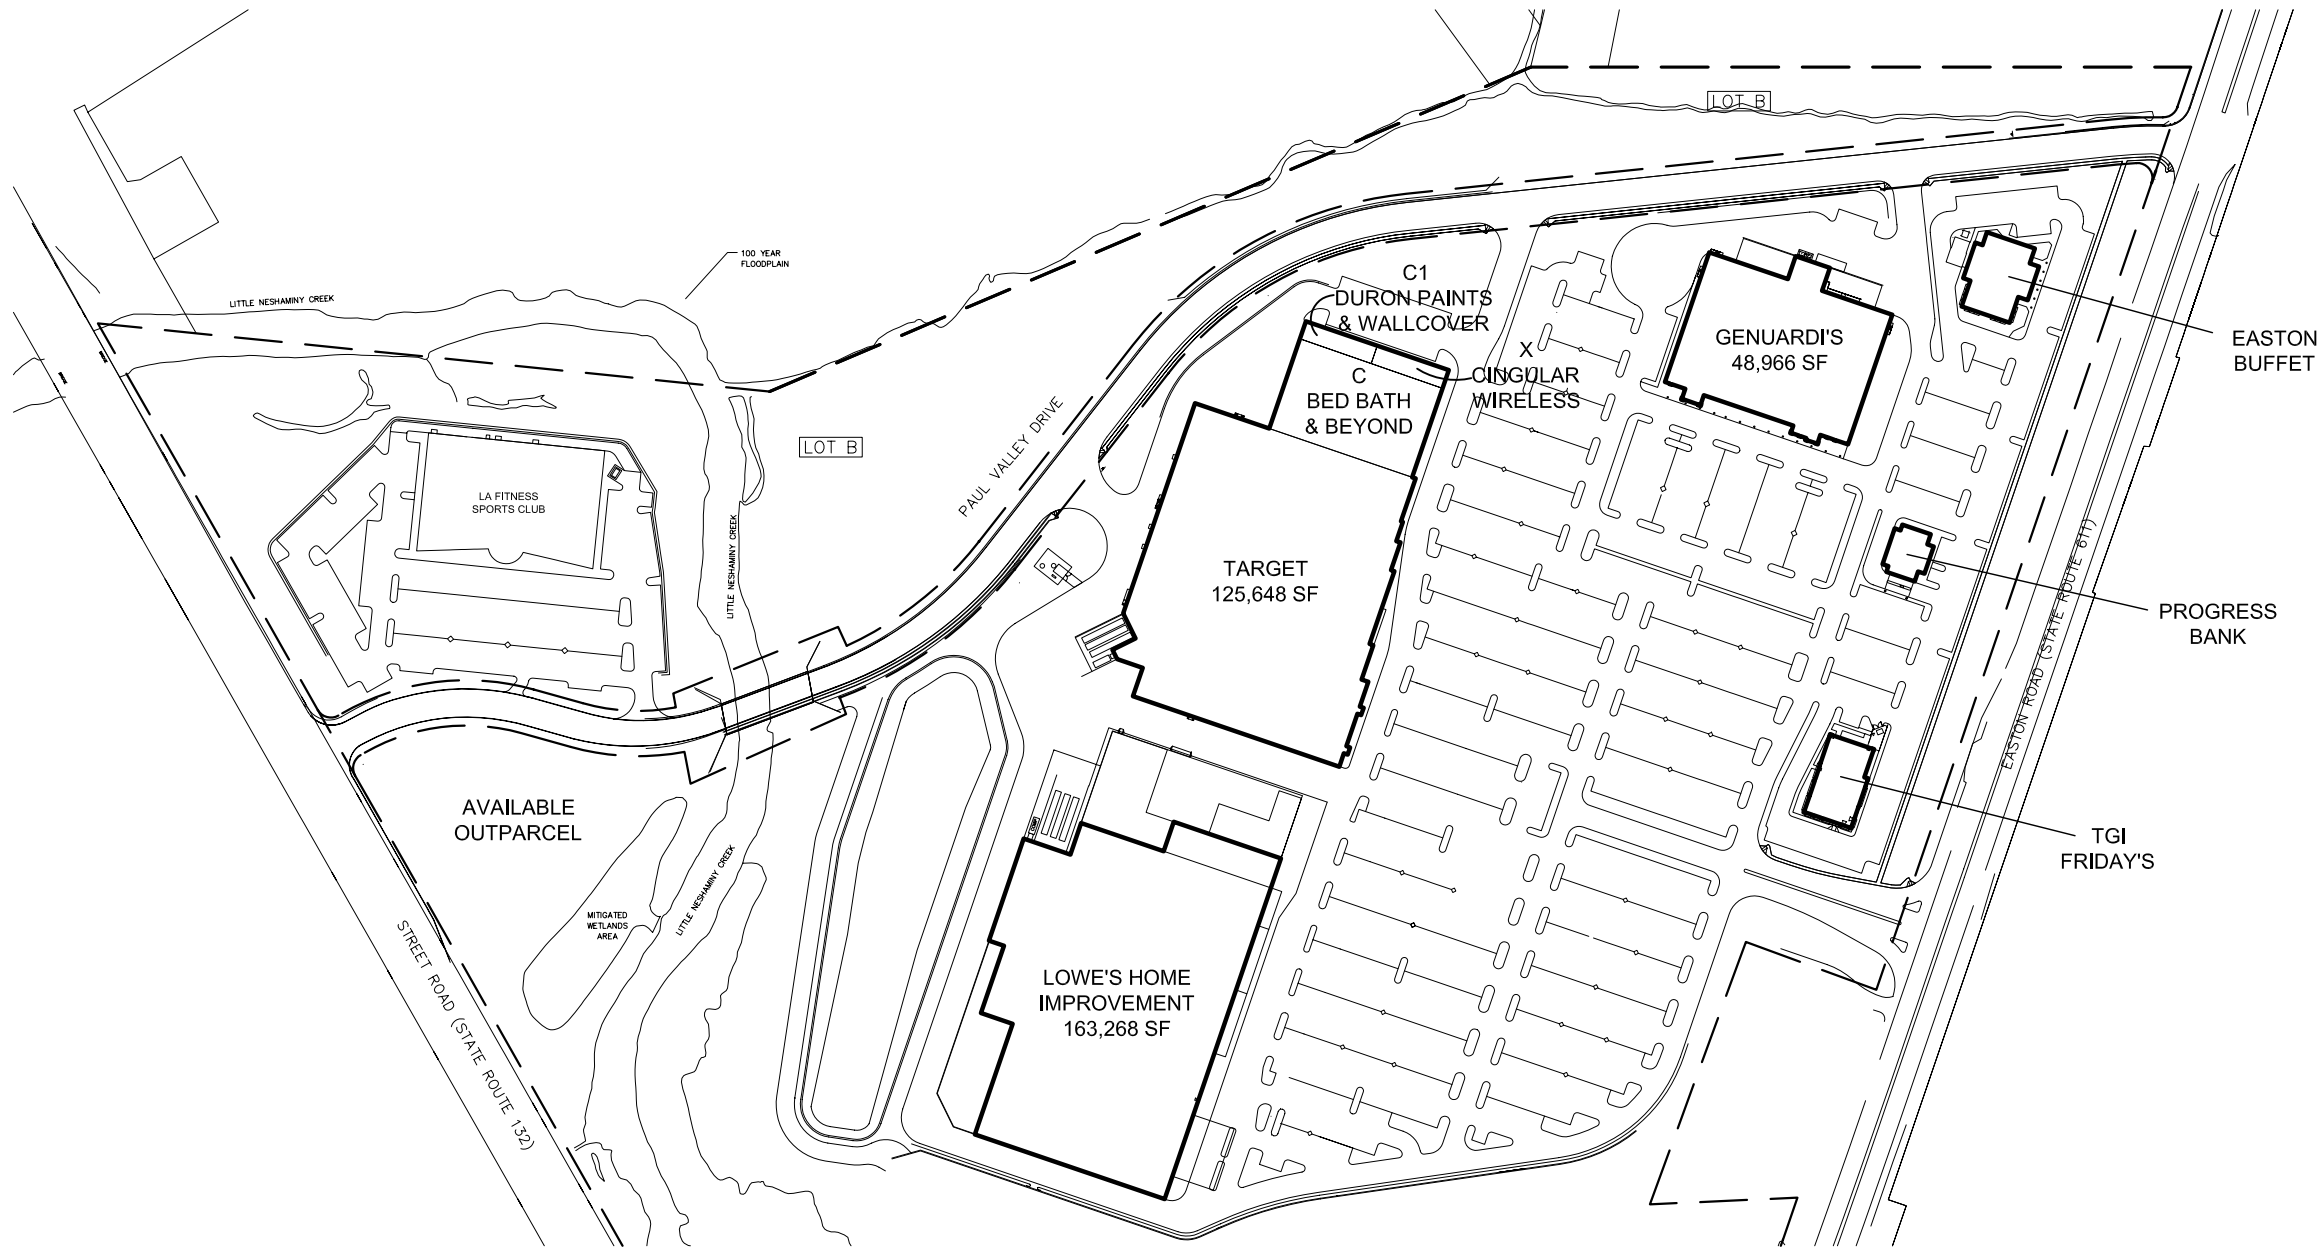 LOT B
100 YEAR
FLOODPLAIN
LITTLE NESHAMINY CREEK
C1
DURON PAINTS
& WALLCOVER
X
CINGULAR
WIRELESS
GENUARDI'S
48,966 SF
EASTON
BUFFET
C
BED BATH
& BEYOND
PAUL VALLEY DRIVE
LOT B
LA FITNESS
SPORTS CLUB
LITTLE NESHAMINY CREEK
TARGET
125,648 SF
PROGRESS
BANK
EASTON ROAD (STATE ROUTE 611)
AVAILABLE
OUTPARCEL
TGI
FRIDAY'S
LITTLE NESHAMINY CREEK
MITIGATED
WETLANDS
AREA
STREET ROAD (STATE ROUTE 132)
LOWE'S HOME
IMPROVEMENT
163,268 SF